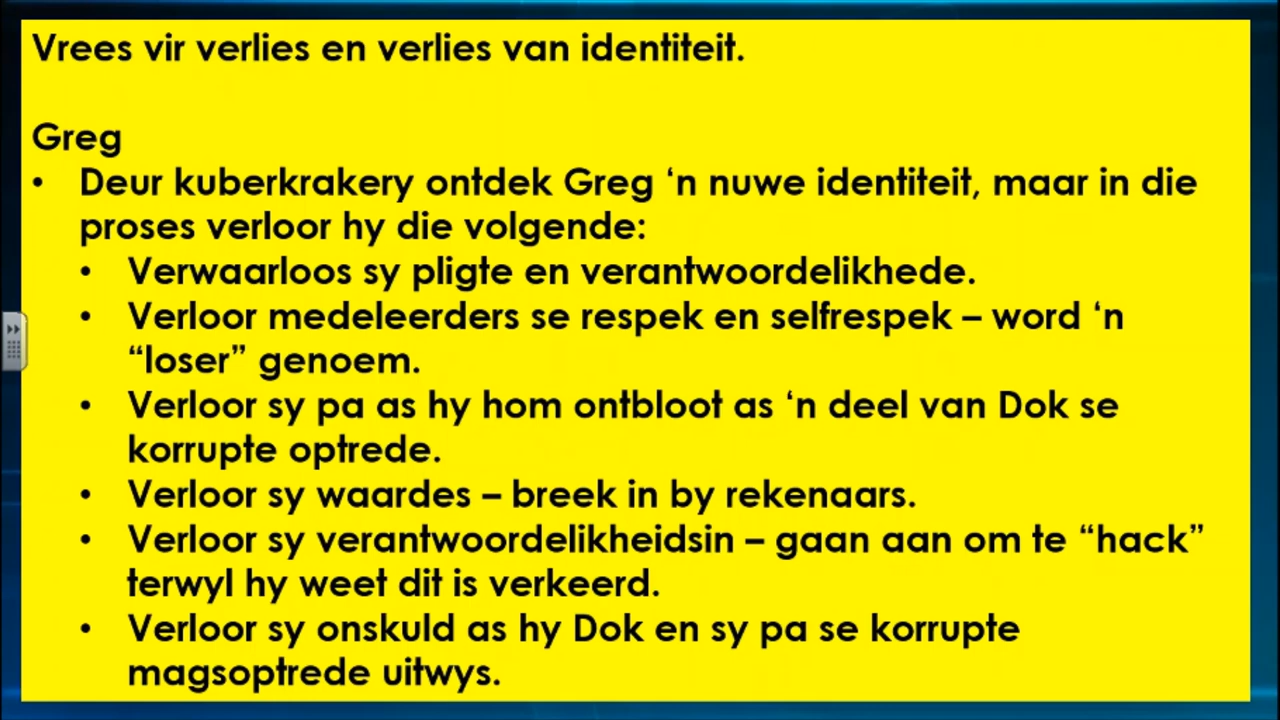 Vrees vir verlies en verlies van identiteit.
Greg
• Deur kuberkrakery ontdek Greg ‘n nuwe identiteit, maar in die
proses verloor hy die volgende:
• Verwaarloos sy pligte en verantwoordelikhede.
• Verloor medeleerders se respek en selfrespek – word ‘n
“loser” genoem.
• Verloor sy pa as hy hom ontbloot as ‘n deel van Dok se
korrupte optrede.
• Verloor sy waardes – breek in by rekenaars.
• Verloor sy verantwoordelikheidsin – gaan aan om te “hack”
terwyl hy weet dit is verkeerd.
• Verloor sy onskuld as hy Dok en sy pa se korrupte
magsoptrede uitwys.